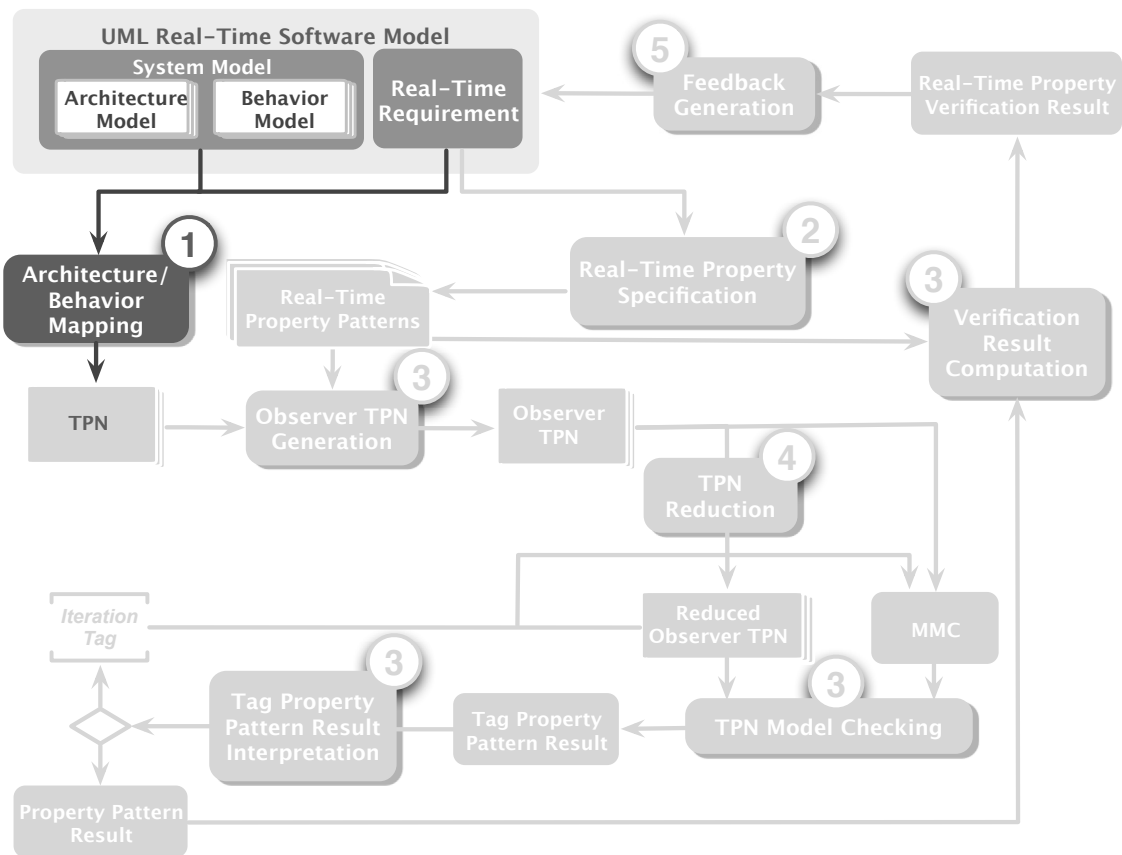 UML Real-Time Software Model
System Model
Architecture
Model
Behavior
Model
Real-Time
Requirement
5
Feedback
Generation
Real-Time Property
Verification Result
1
Architecture/
Behavior
Mapping
2
Real-Time Property
Specification
Real-Time
Property Patterns
3
Verification
Result
Computation
TPN
3
Observer TPN
Generation
Observer
TPN
4
TPN
Reduction
Iteration
Tag
Reduced
Observer TPN
MMC
3
Tag Property
Pattern Result
Interpretation
Tag Property
Pattern Result
3
TPN Model Checking
Property Pattern
Result